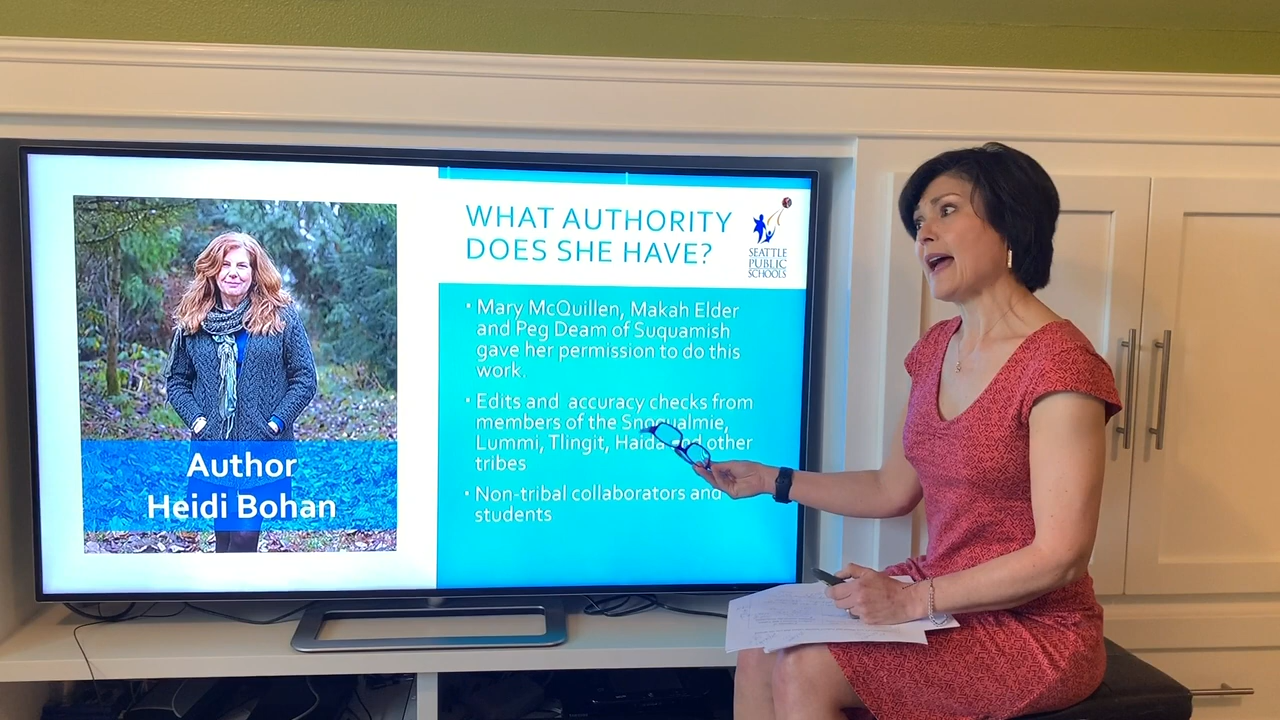 WHAT AUTHORITY
DOES SHE HAVE?
SEATTLE
PUBLIC
SCHOOLS
• Mary McQuillen, Makah Elder
and Peg Deam of Suquamish
gave her permission to do this
work.
• Edits and accuracy checks from
members of the Snoqualmie,
Lummi, Tlingit, Haida and other
tribes
• Non-tribal collaborators and
students
Author
Heidi Bohan